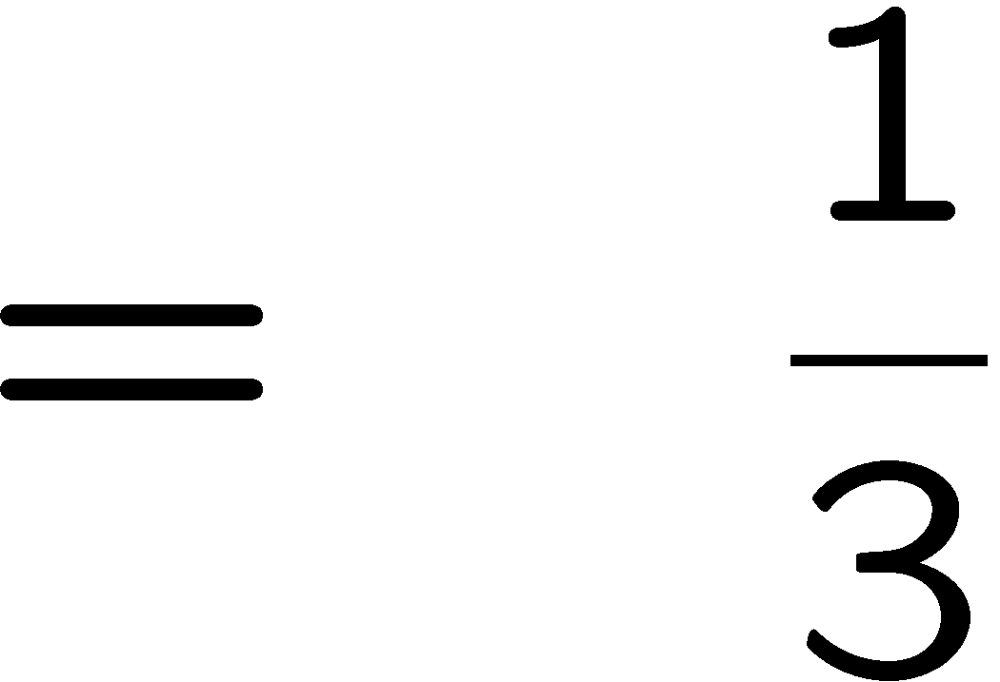 = 1/3